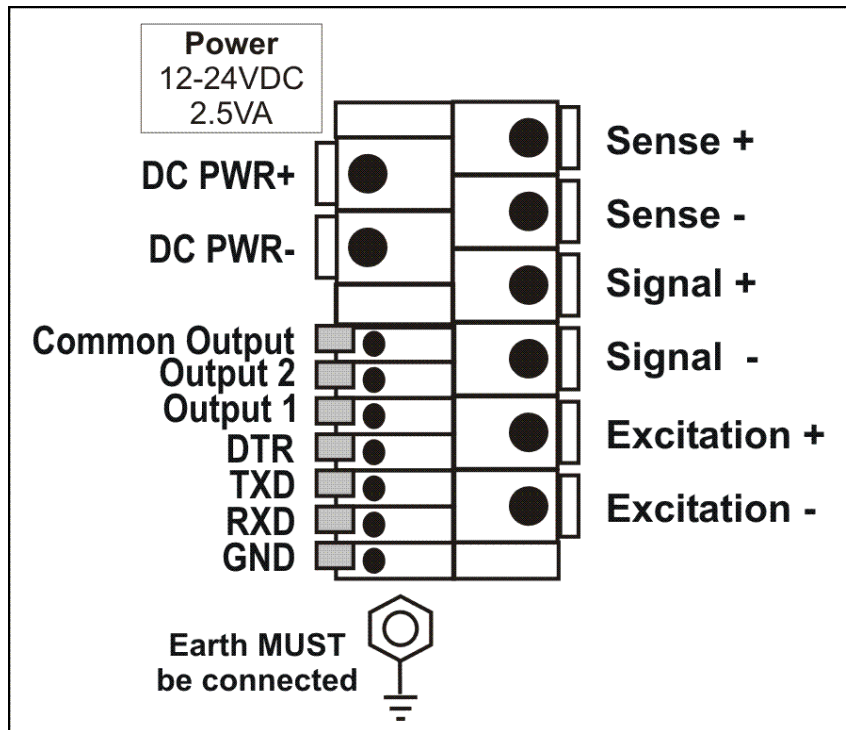 Power
12-24VDC
2.5VA
DC PWR+
DC PWR-
Common Output
Output 2
Output 1
DTR
TXD
RXD
GND
Sense +
Sense -
Signal +
Signal -
Excitation +
Excitation -
Earth MUST
be connected